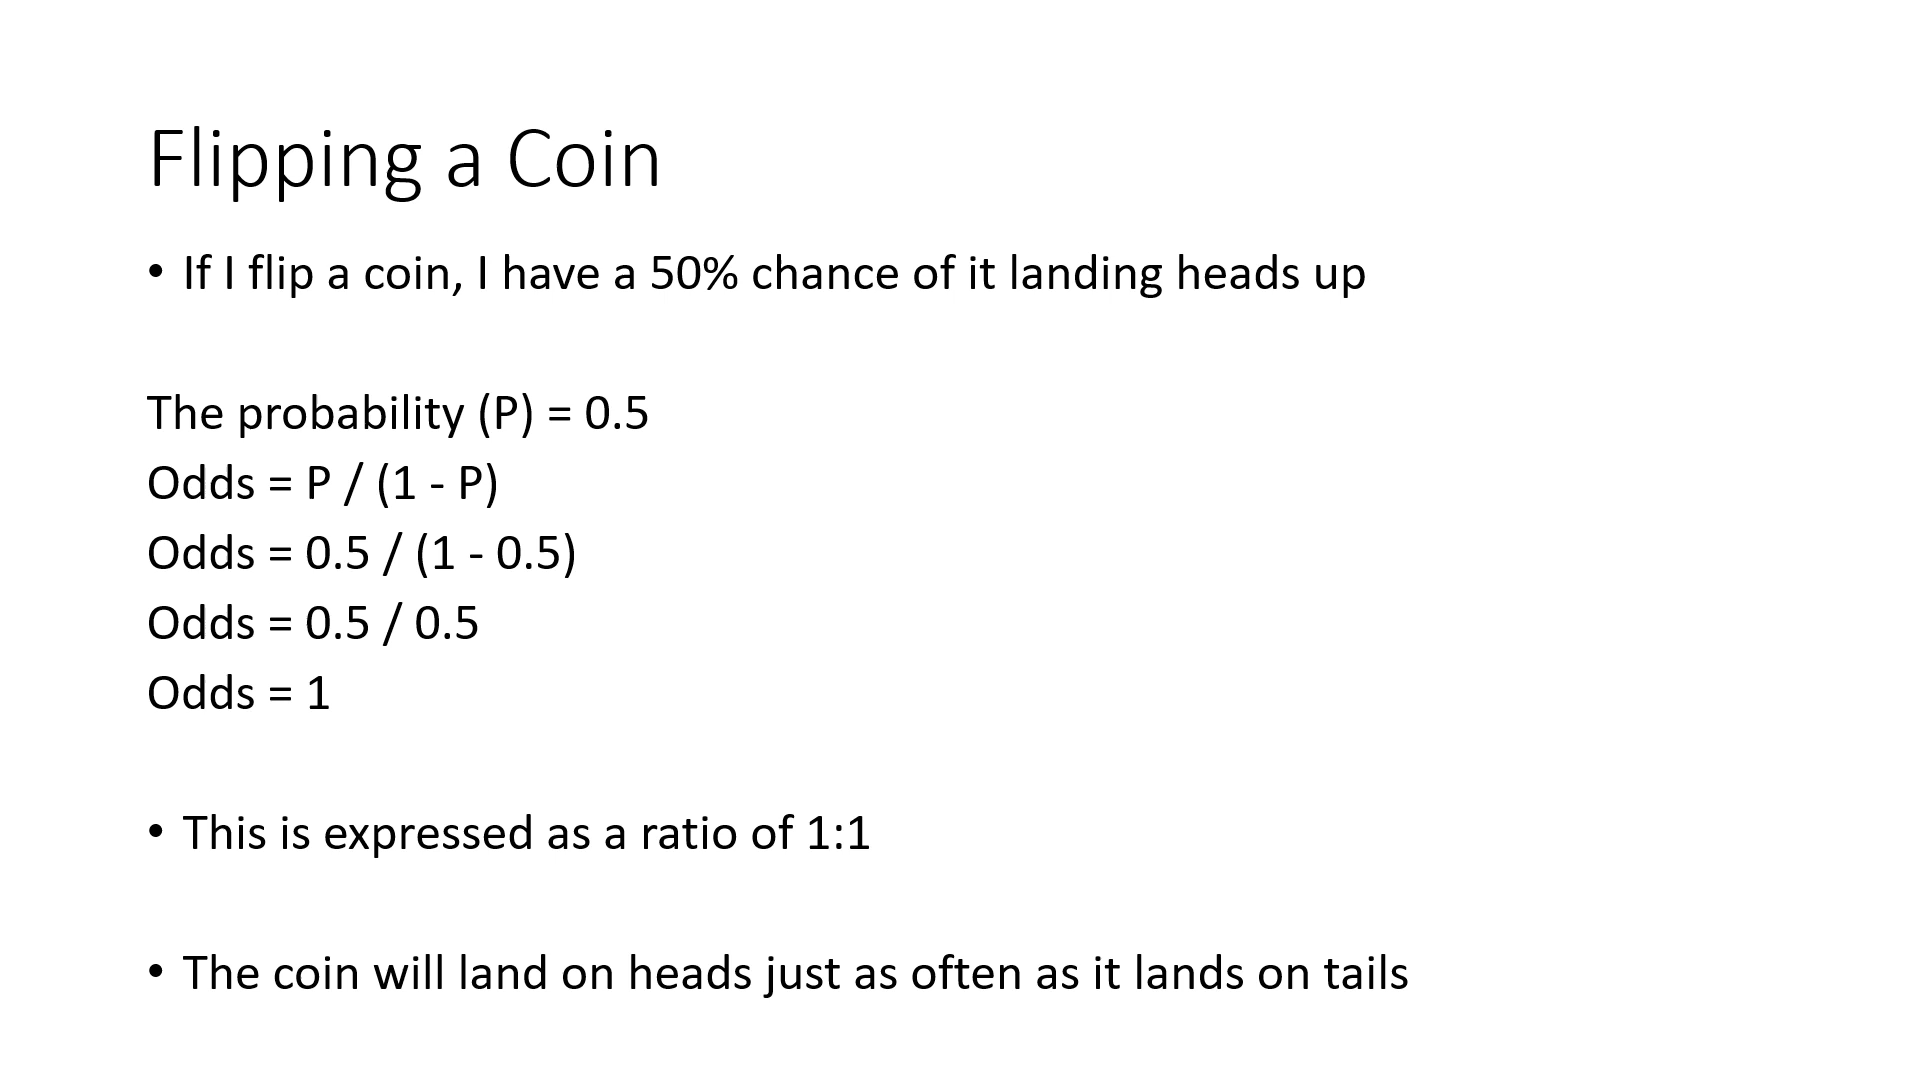 Flipping a Coin
• If I flip a coin, I have a 50% chance of it landing heads up
The probability (P) = 0.5
Odds = P / (1 - P)
Odds = 0.5 / (1 - 0.5)
Odds = 0.5 / 0.5
Odds = 1
• This is expressed as a ratio of 1:1
• The coin will land on heads just as often as it lands on tails